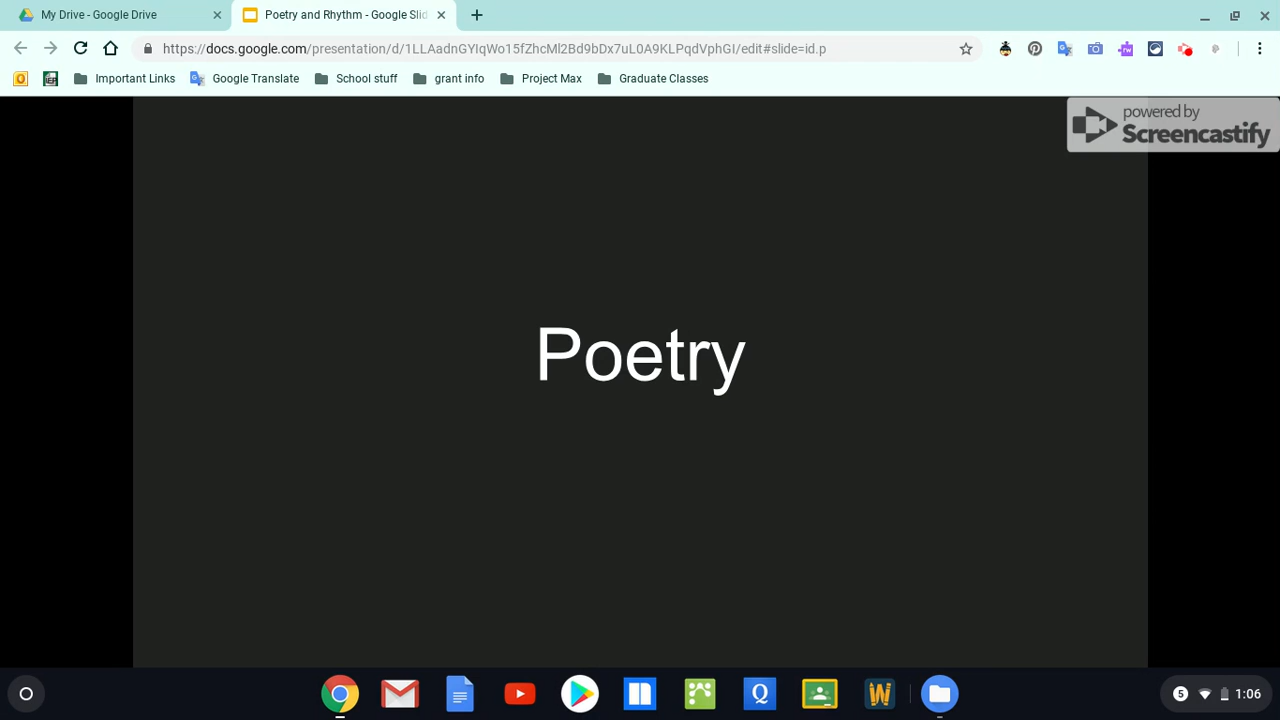 My Drive - Google Drive
Poetry and Rhythm - Google Slid
https://docs.google.com/presentation/d/1LLAadnGYIqWo15fZhcMl2Bd9bDx7uL0A9KLPqdVphGI/edit#slide=id.p
Important Links
Google Translate
School stuff
grant info
Project Max
Graduate Classes
powered by
Screencastify
Poetry
5
1:06